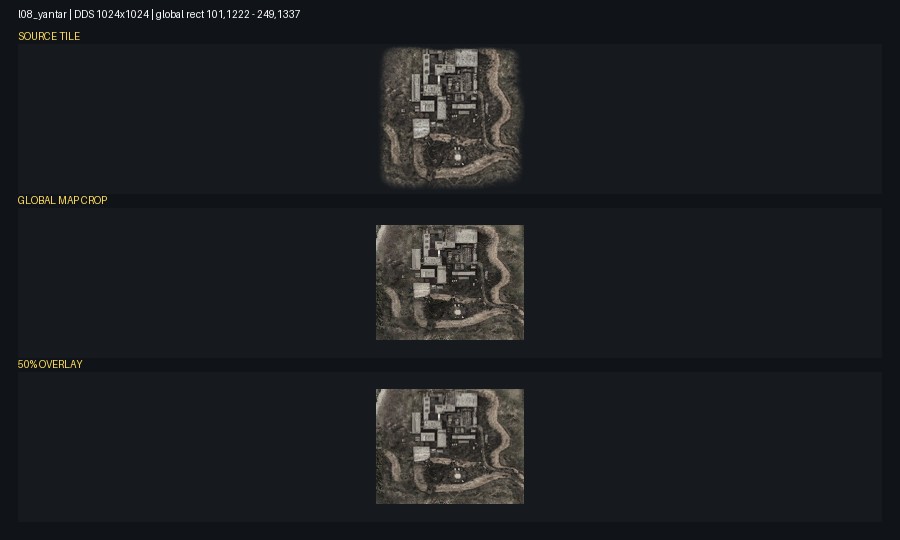 l08_yantar | DDS 1024x1024 | global rect 101,1222 - 249,1337
SOURCE TILE
GLOBAL MAP CROP
50% OVERLAY